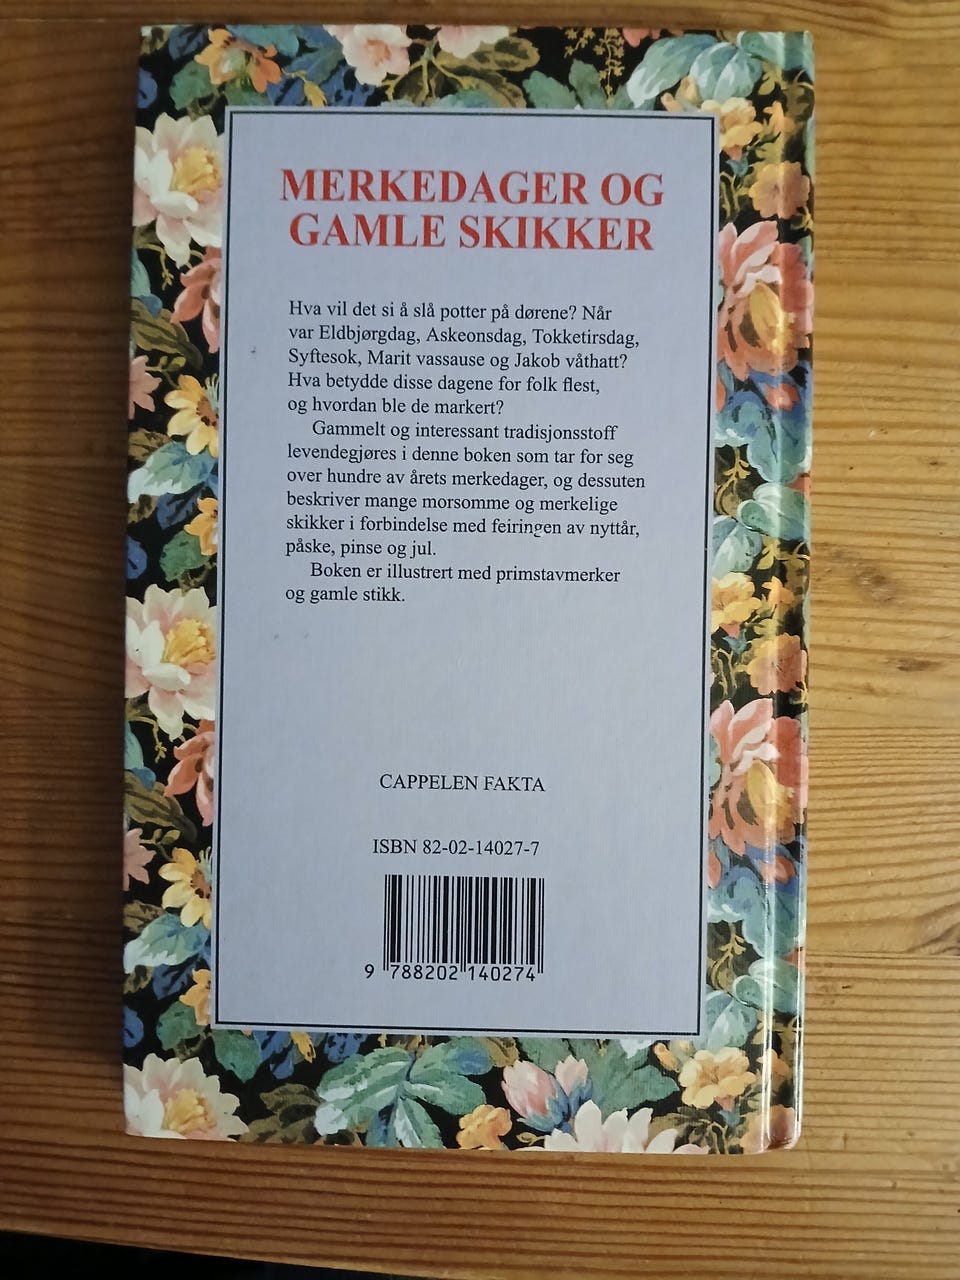 MERKEDAGER OG
GAMLE SKIKKER
Hva vil det si å slå potter på dørene? Når
var Eldbjørgdag, Askeonsdag, Tokketirsdag,
Syftesok, Marit vassause og Jakob våthatt?
Hva betydde disse dagene for folk flest,
og hvordan ble de markert?
Gammelt og interessant tradisjonsstoff
levendegjøres i denne boken som tar for seg
over hundre av årets merkedager, og dessuten
beskriver mange morsomme og merkelige
skikker i forbindelse med feiringen av nyttår,
påske, pinse og jul.
Boken er illustrert med primstavmerker
og gamle stikk.
CAPPELEN FAKTA
ISBN 82-02-14027-7
9 788202 140274